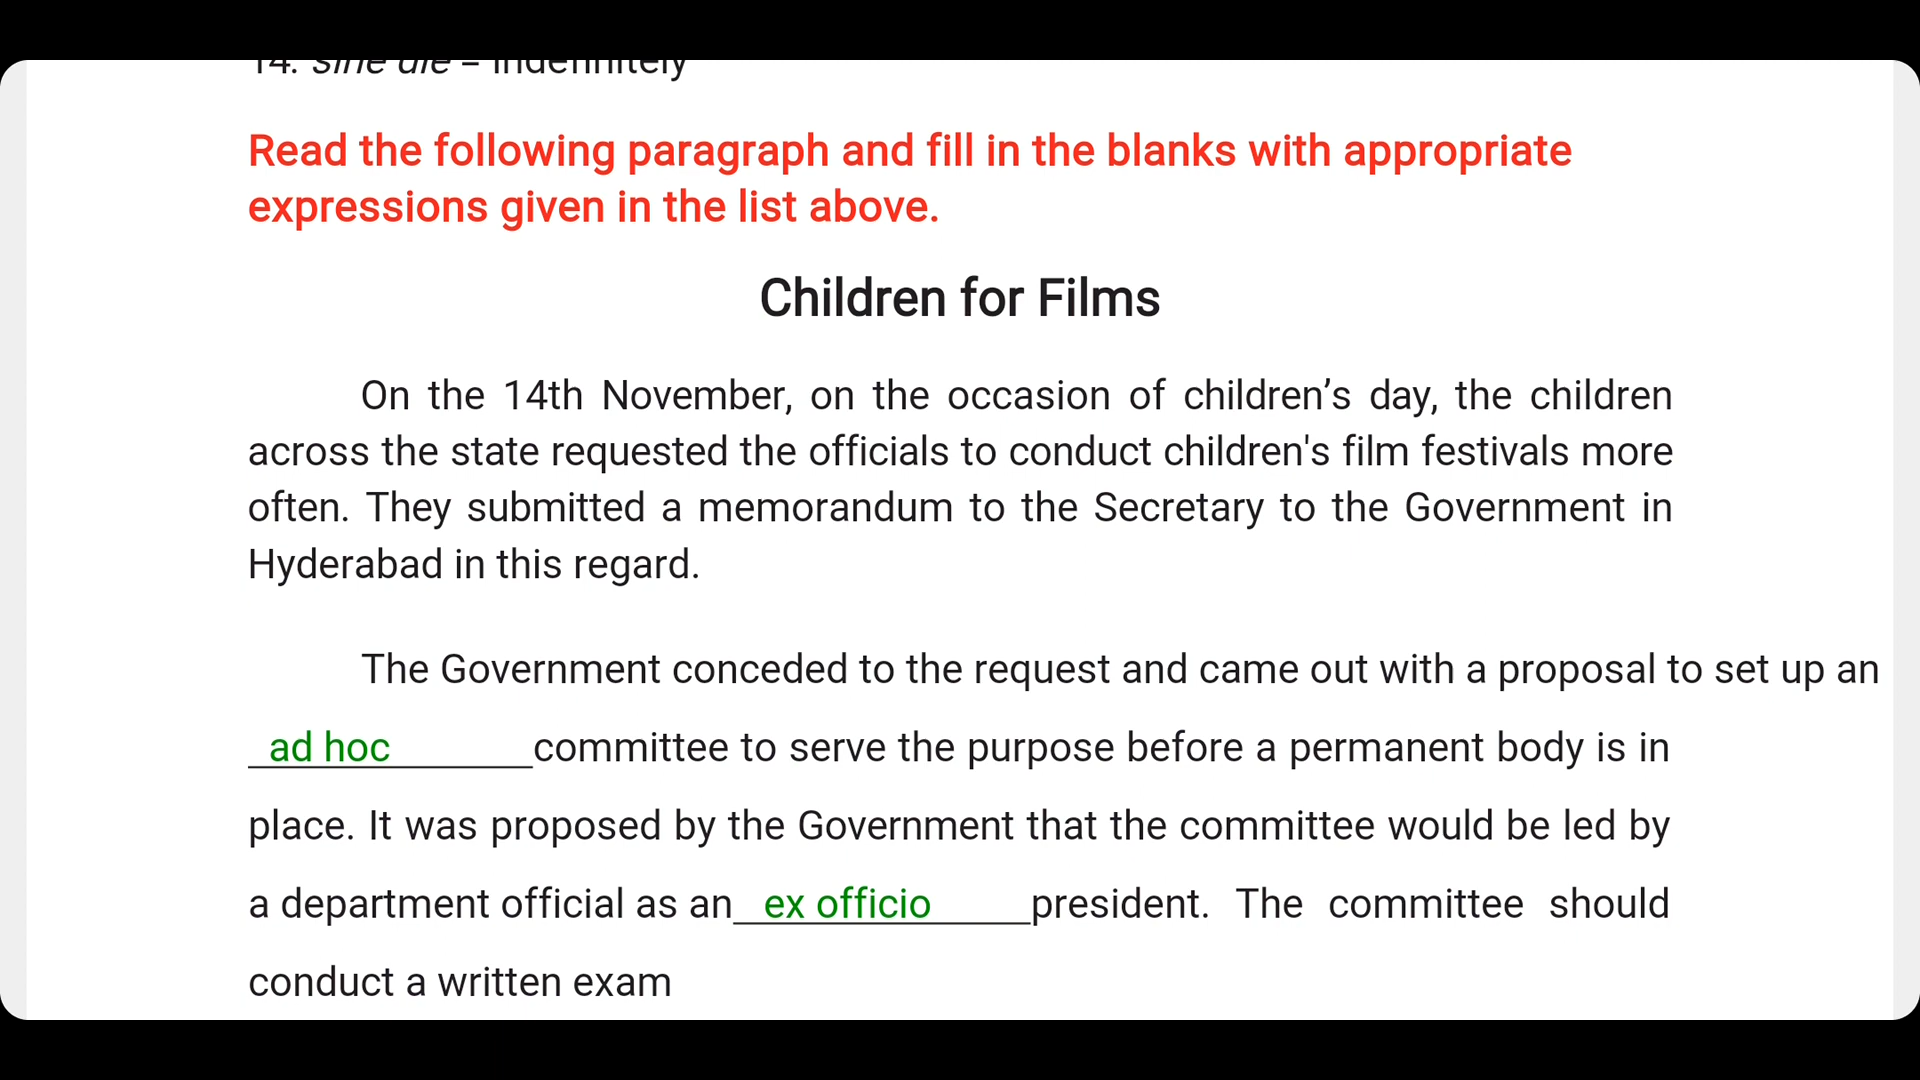 14. sine die = indefinitely
Read the following paragraph and fill in the blanks with appropriate
expressions given in the list above.
Children for Films
On the 14th November, on the occasion of children’s day, the children
across the state requested the officials to conduct children's film festivals more
often. They submitted a memorandum to the Secretary to the Government in
Hyderabad in this regard.
The Government conceded to the request and came out with a proposal to set up an
ad hoc committee to serve the purpose before a permanent body is in
place. It was proposed by the Government that the committee would be led by
a department official as an ex officio president. The committee should
conduct a written exam